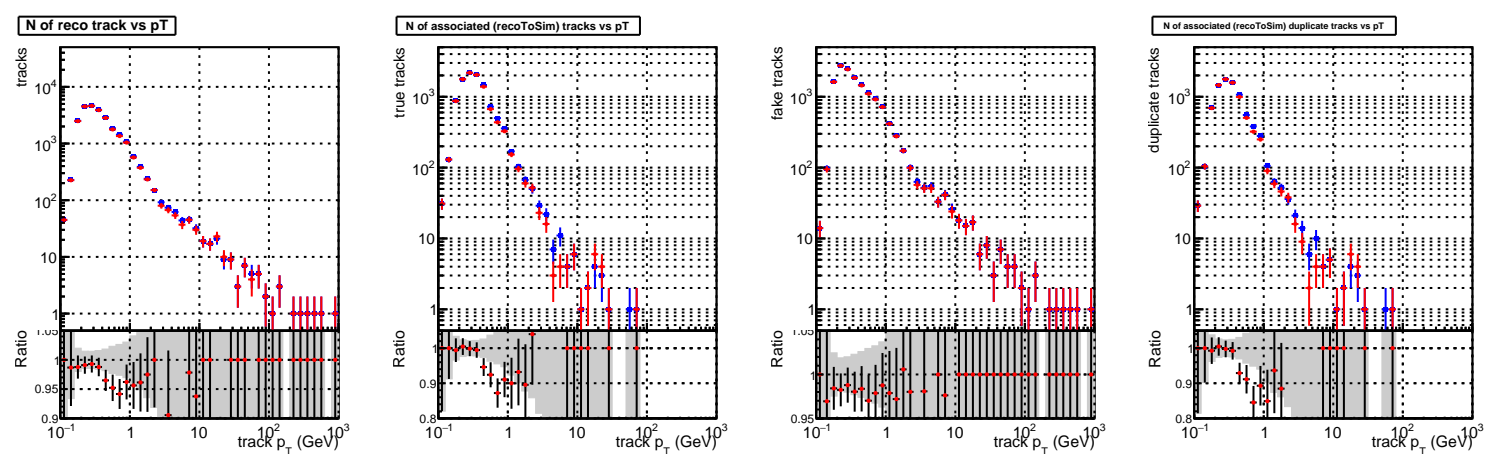 N of reco track vs pT
tracks
10⁴
10³
10²
10
1
Ratio
1.05
1
0.95
0.9
10⁻¹ 1 10 10² 10³
track p_T (GeV)
N of associated (recoToSim) tracks vs pT
true tracks
10³
10²
10
1
Ratio
1
0.9
0.8
10⁻¹ 1 10 10² 10³
track p_T (GeV)
fake tracks
10³
10²
10
1
Ratio
1.05
1
0.95
10⁻¹ 1 10 10² 10³
track p_T (GeV)
N of associated (recoToSim) duplicate tracks vs pT
duplicate tracks
10³
10²
10
1
Ratio
1
0.9
0.8
10⁻¹ 1 10 10² 10³
track p_T (GeV)